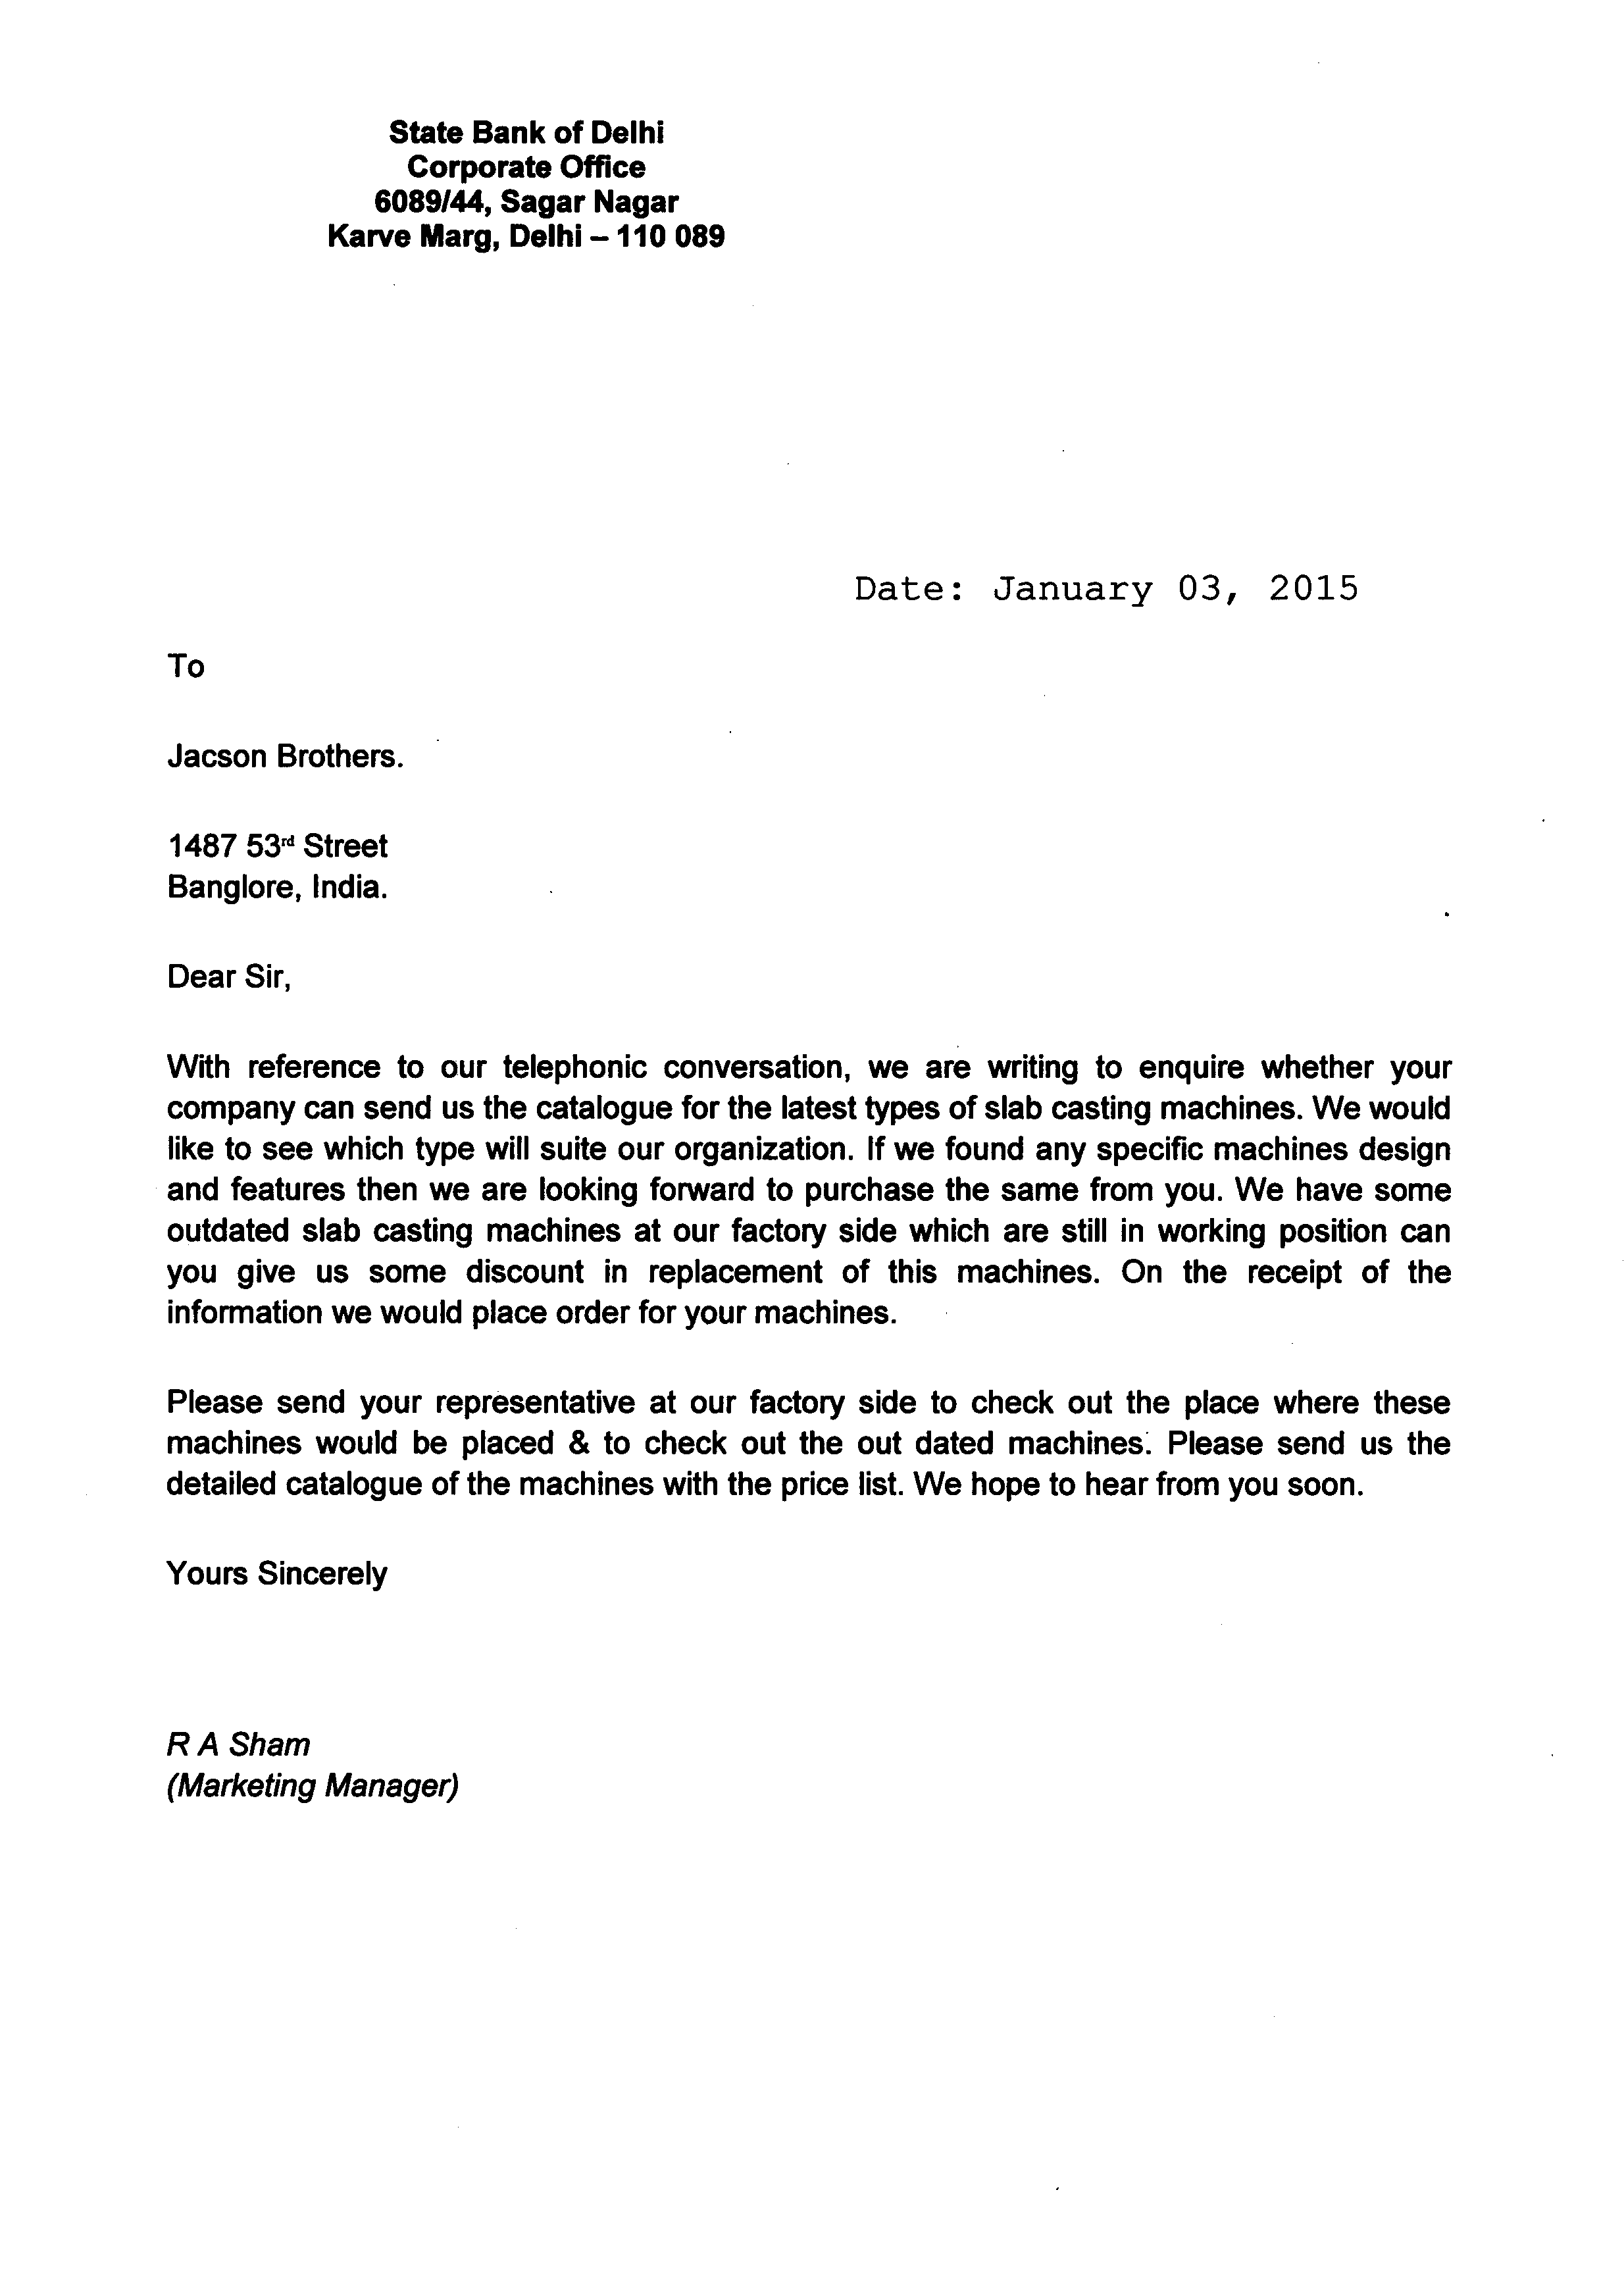 State Bank of Delhi
Corporate Office
6089/44, Sagar Nagar
Karve Marg, Delhi – 110 089
Date: January 03, 2015
To
Jacson Brothers.
1487 53rd Street
Banglore, India.
Dear Sir,
With reference to our telephonic conversation, we are writing to enquire whether your
company can send us the catalogue for the latest types of slab casting machines. We would
like to see which type will suite our organization. If we found any specific machines design
and features then we are looking forward to purchase the same from you. We have some
outdated slab casting machines at our factory side which are still in working position can
you give us some discount in replacement of this machines. On the receipt of the
information we would place order for your machines.
Please send your representative at our factory side to check out the place where these
machines would be placed & to check out the out dated machines. Please send us the
detailed catalogue of the machines with the price list. We hope to hear from you soon.
Yours Sincerely
R A Sham
(Marketing Manager)